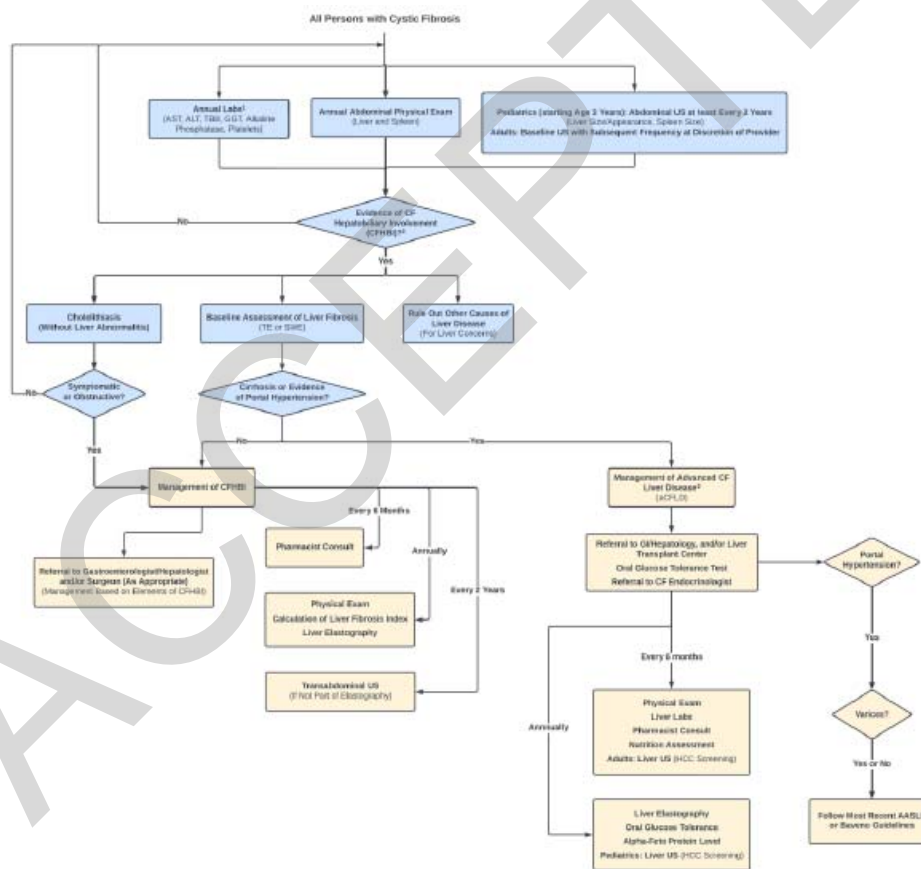 All Persons with Cystic Fibrosis
Annual Labs¹
(AST, ALT, TBili, GGT, Alkaline
Phosphatase, Platelets)
Annual Abdominal Physical Exam
(Liver and Spleen)
Pediatrics (starting Age 3 Years): Abdominal US at least Every 2 Years
(Liver Size/Appearance, Spleen Size)
Adults: Baseline US with Subsequent Frequency at Discretion of Provider
Evidence of CF
Hepatobiliary Involvement
(CFHBI)?²
No
Yes
Cholelithiasis
(Without Liver Abnormalities)
Baseline Assessment of Liver Fibrosis
(TE or SWE)
Rule Out Other Causes of
Liver Disease
(For Liver Concerns)
Symptomatic
or Obstructive?
No
Cirrhosis or Evidence
of Portal Hypertension?
Yes
No
Yes
Management of CFHBI
Management of Advanced CF
Liver Disease³
(aCFLD)
Every 6 Months
Pharmacist Consult
Annually
Referral to Gastroenterologist/Hepatologist
and/or Surgeon (As Appropriate)
(Management Based on Elements of CFHBI)
Referral to GI/Hepatology, and/or Liver
Transplant Center
Oral Glucose Tolerance Test
Referral to CF Endocrinologist
Portal
Hypertension?
Every 2 Years
Physical Exam
Calculation of Liver Fibrosis Index
Liver Elastography
Yes
Every 6 months
Transabdominal US
(If Not Part of Elastography)
Physical Exam
Liver Labs
Pharmacist Consult
Nutrition Assessment
Adults: Liver US (HCC Screening)
Varices?
Annually
Yes or No
Liver Elastography
Oral Glucose Tolerance
Alpha-Feto Protein Level
Pediatrics: Liver US (HCC Screening)
Follow Most Recent AASL
or Baveno Guidelines
ACCEPTE